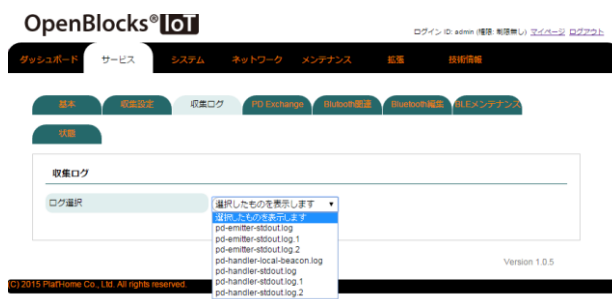 OpenBlocks® IoT
ログイン ID: admin (権限: 制限無し) マイページ ログアウト
ダッシュボード サービス システム ネットワーク メンテナンス 拡張 技術情報
基本 収集設定 収集ログ PD Exchange Blutooth関連 Bluetooth編集 BLEメンテナンス
状態
収集ログ
ログ選択 選択したものを表示します
選択したものを表示します
pd-emitter-stdout.log
pd-emitter-stdout.log.1
pd-emitter-stdout.log.2
pd-handler-local-beacon.log
pd-handler-stdout.log
pd-handler-stdout.log.1
pd-handler-stdout.log.2
Version 1.0.5
(C) 2015 Plat'Home Co., Ltd. All rights reserved.